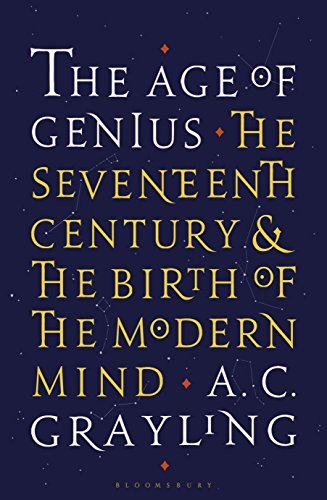 THE AGE OF
GENIUS • THE
SEVENTEENTH
CENTURY &
THE BIRTH OF
THE MODERN
MIND • A. C.
GRAYLING
BLOOMSBURY